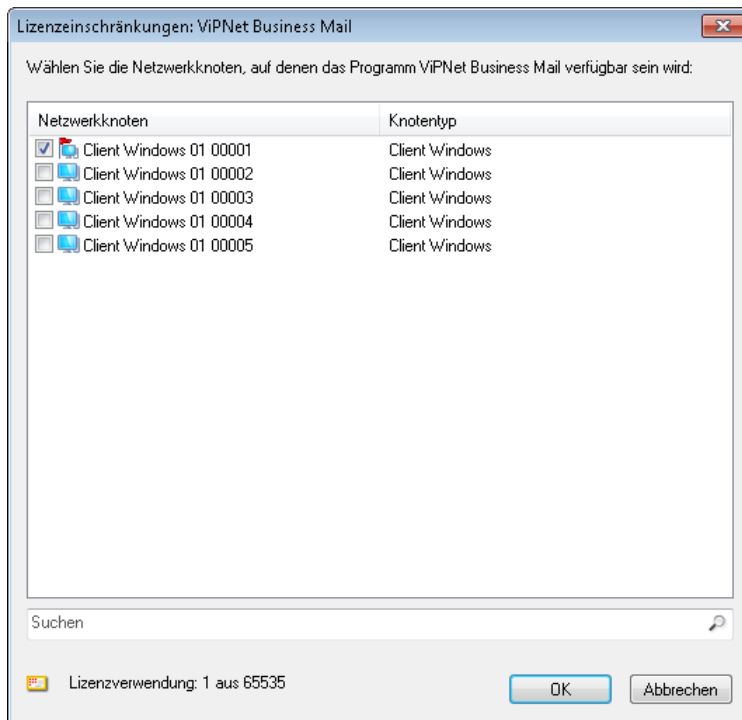 Lizenzeinschränkungen: ViPNet Business Mail
Wählen Sie die Netzwerkknoten, auf denen das Programm ViPNet Business Mail verfügbar sein wird:
Netzwerkknoten Knotentyp
Client Windows 01 00001 Client Windows
Client Windows 01 00002 Client Windows
Client Windows 01 00003 Client Windows
Client Windows 01 00004 Client Windows
Client Windows 01 00005 Client Windows
Suchen
Lizenzverwendung: 1 aus 65535 OK Abbrechen